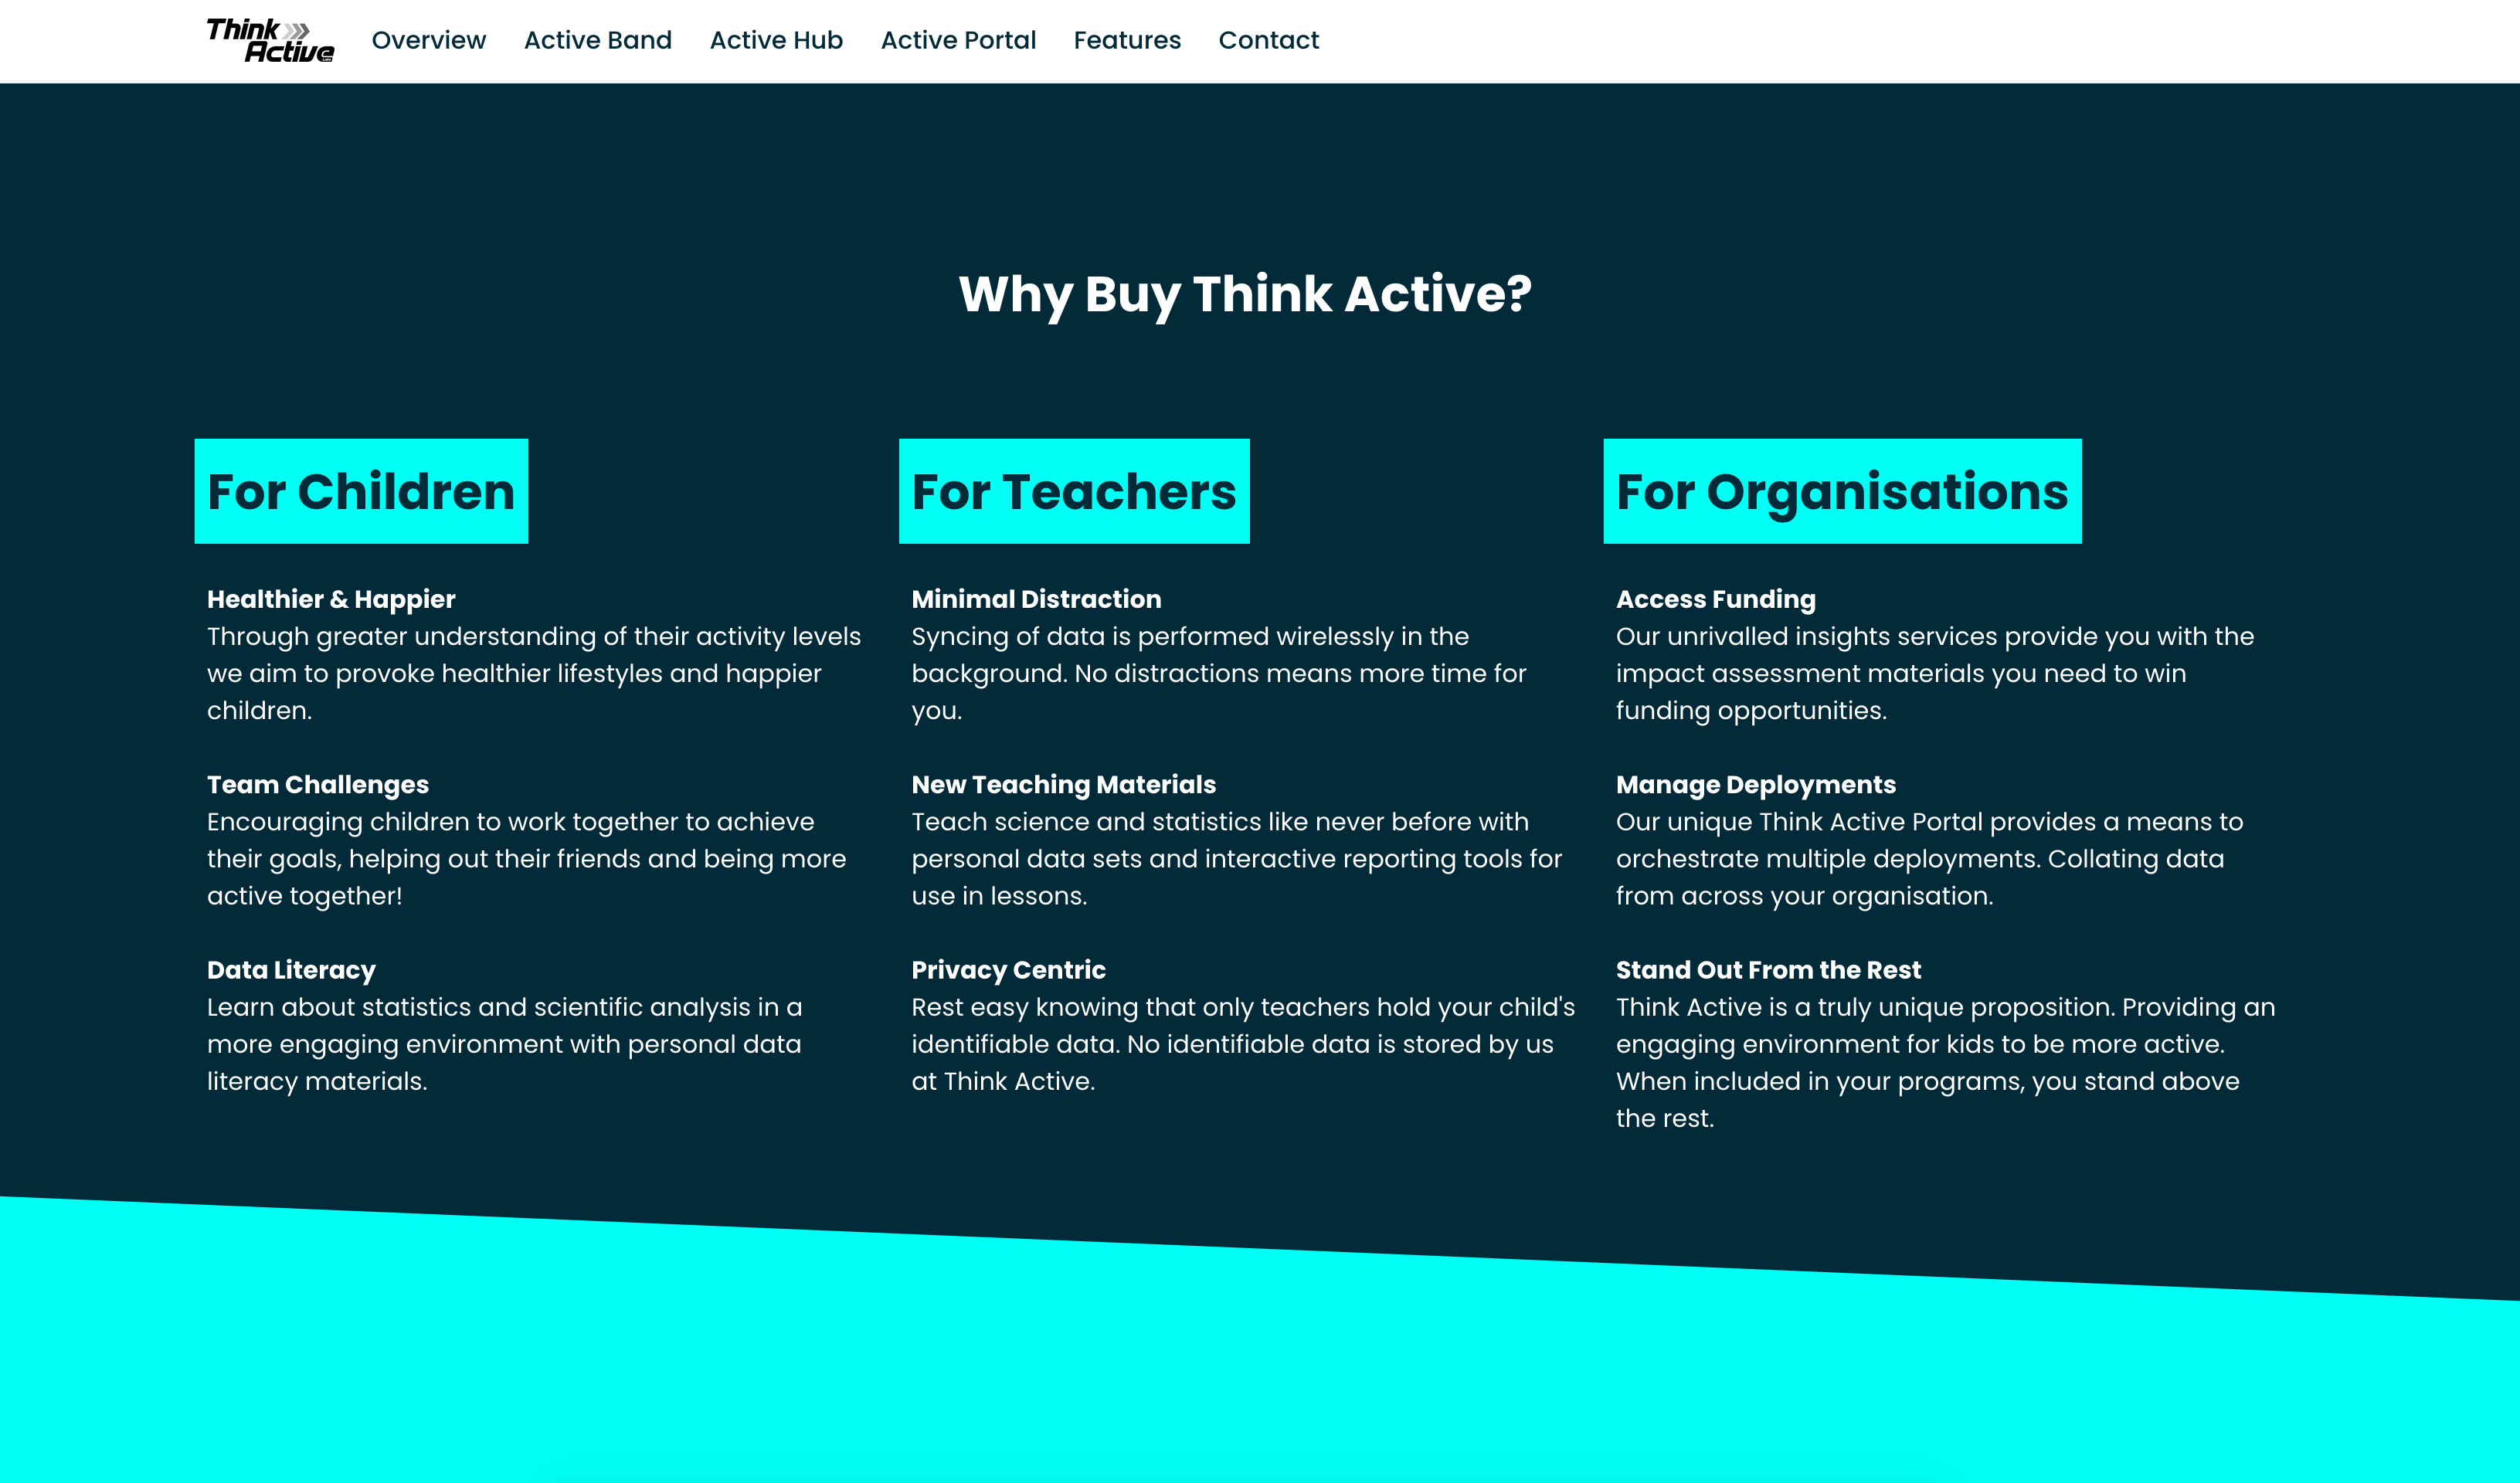 Think
Active
Overview Active Band Active Hub Active Portal Features Contact
Why Buy Think Active?
For Children
Healthier & Happier
Through greater understanding of their activity levels
we aim to provoke healthier lifestyles and happier
children.
Team Challenges
Encouraging children to work together to achieve
their goals, helping out their friends and being more
active together!
Data Literacy
Learn about statistics and scientific analysis in a
more engaging environment with personal data
literacy materials.
For Teachers
Minimal Distraction
Syncing of data is performed wirelessly in the
background. No distractions means more time for
you.
New Teaching Materials
Teach science and statistics like never before with
personal data sets and interactive reporting tools for
use in lessons.
Privacy Centric
Rest easy knowing that only teachers hold your child's
identifiable data. No identifiable data is stored by us
at Think Active.
For Organisations
Access Funding
Our unrivalled insights services provide you with the
impact assessment materials you need to win
funding opportunities.
Manage Deployments
Our unique Think Active Portal provides a means to
orchestrate multiple deployments. Collating data
from across your organisation.
Stand Out From the Rest
Think Active is a truly unique proposition. Providing an
engaging environment for kids to be more active.
When included in your programs, you stand above
the rest.